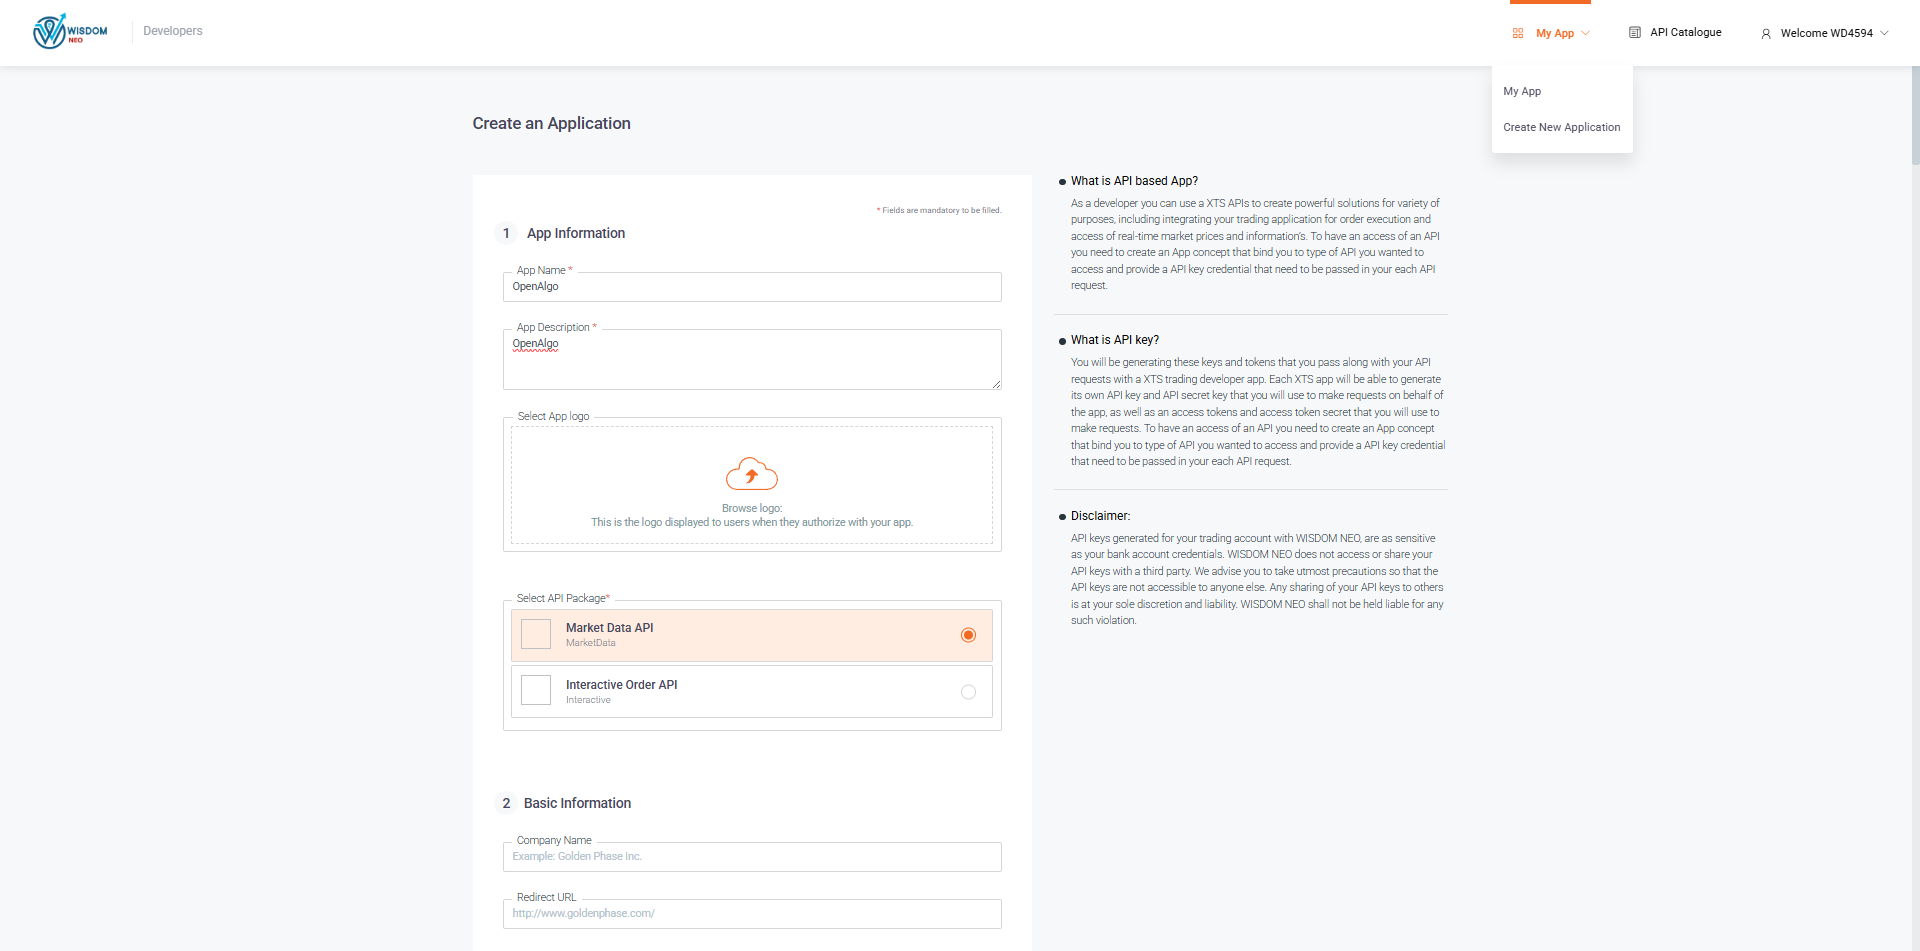 WISDOM
NEO
Developers
My App
API Catalogue
Welcome WD4594
My App
Create New Application
Create an Application
* Fields are mandatory to be filled.
1 App Information
App Name *
OpenAlgo
App Description *
OpenAlgo
Select App logo
Browse logo:
This is the logo displayed to users when they authorize with your app.
Select API Package*
Market Data API
MarketData
Interactive Order API
Interactive
2 Basic Information
Company Name
Example: Golden Phase Inc.
Redirect URL
http://www.goldenphase.com/
What is API based App?
As a developer you can use a XTS APIs to create powerful solutions for variety of
purposes, including integrating your trading application for order execution and
access of real-time market prices and information's. To have an access of an API
you need to create an App concept that bind you to type of API you wanted to
access and provide a API key credential that need to be passed in your each API
request.
What is API key?
You will be generating these keys and tokens that you pass along with your API
requests with a XTS trading developer app. Each XTS app will be able to generate
its own API key and API secret key that you will use to make requests on behalf of
the app, as well as an access tokens and access token secret that you will use to
make requests. To have an access of an API you need to create an App concept
that bind you to type of API you wanted to access and provide a API key credential
that need to be passed in your each API request.
Disclaimer:
API keys generated for your trading account with WISDOM NEO, are as sensitive
as your bank account credentials. WISDOM NEO does not access or share your
API keys with a third party. We advise you to take utmost precautions so that the
API keys are not accessible to anyone else. Any sharing of your API keys to others
is at your sole discretion and liability. WISDOM NEO shall not be held liable for any
such violation.